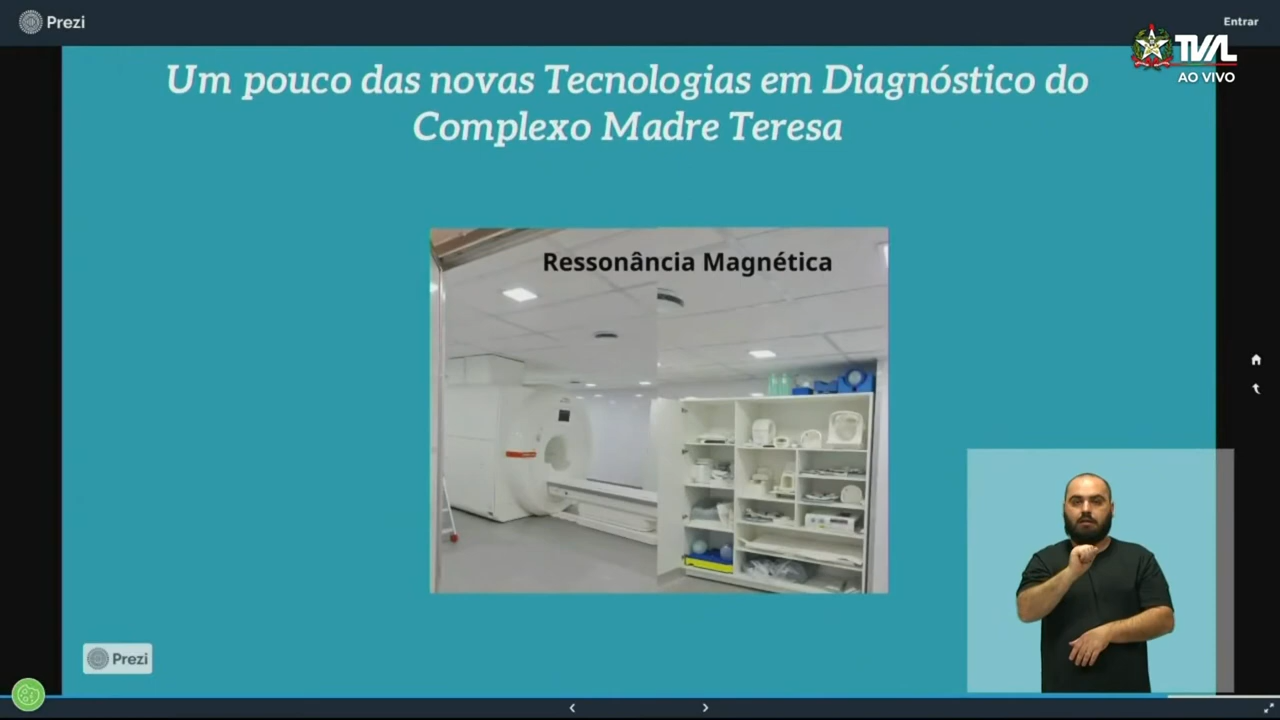 Prezi
Entrar
TVAL
AO VIVO
Um pouco das novas Tecnologias em Diagnóstico do
Complexo Madre Teresa
Ressonância Magnética
Prezi